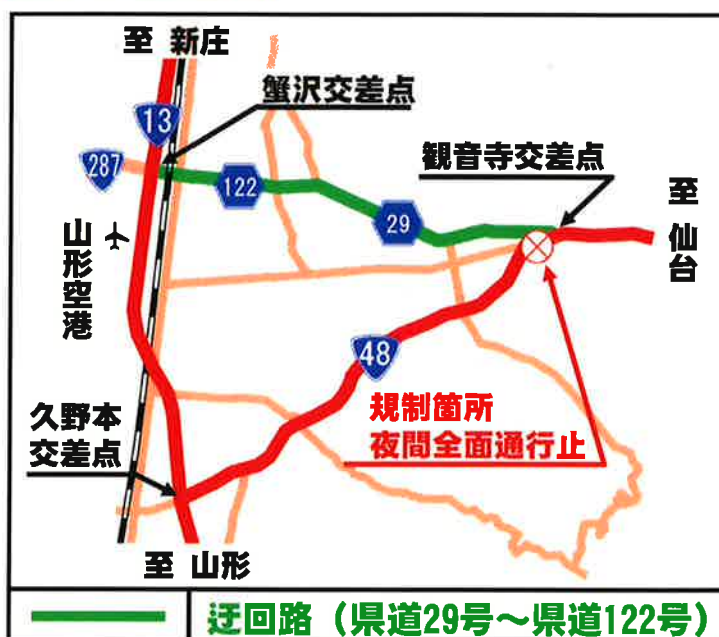 至 新庄
蟹沢交差点
13
287
122
観音寺交差点
29
至 仙台
山形空港
48
規制箇所
夜間全面通行止
久野本
交差点
至 山形
迂回路（県道29号～県道122号）